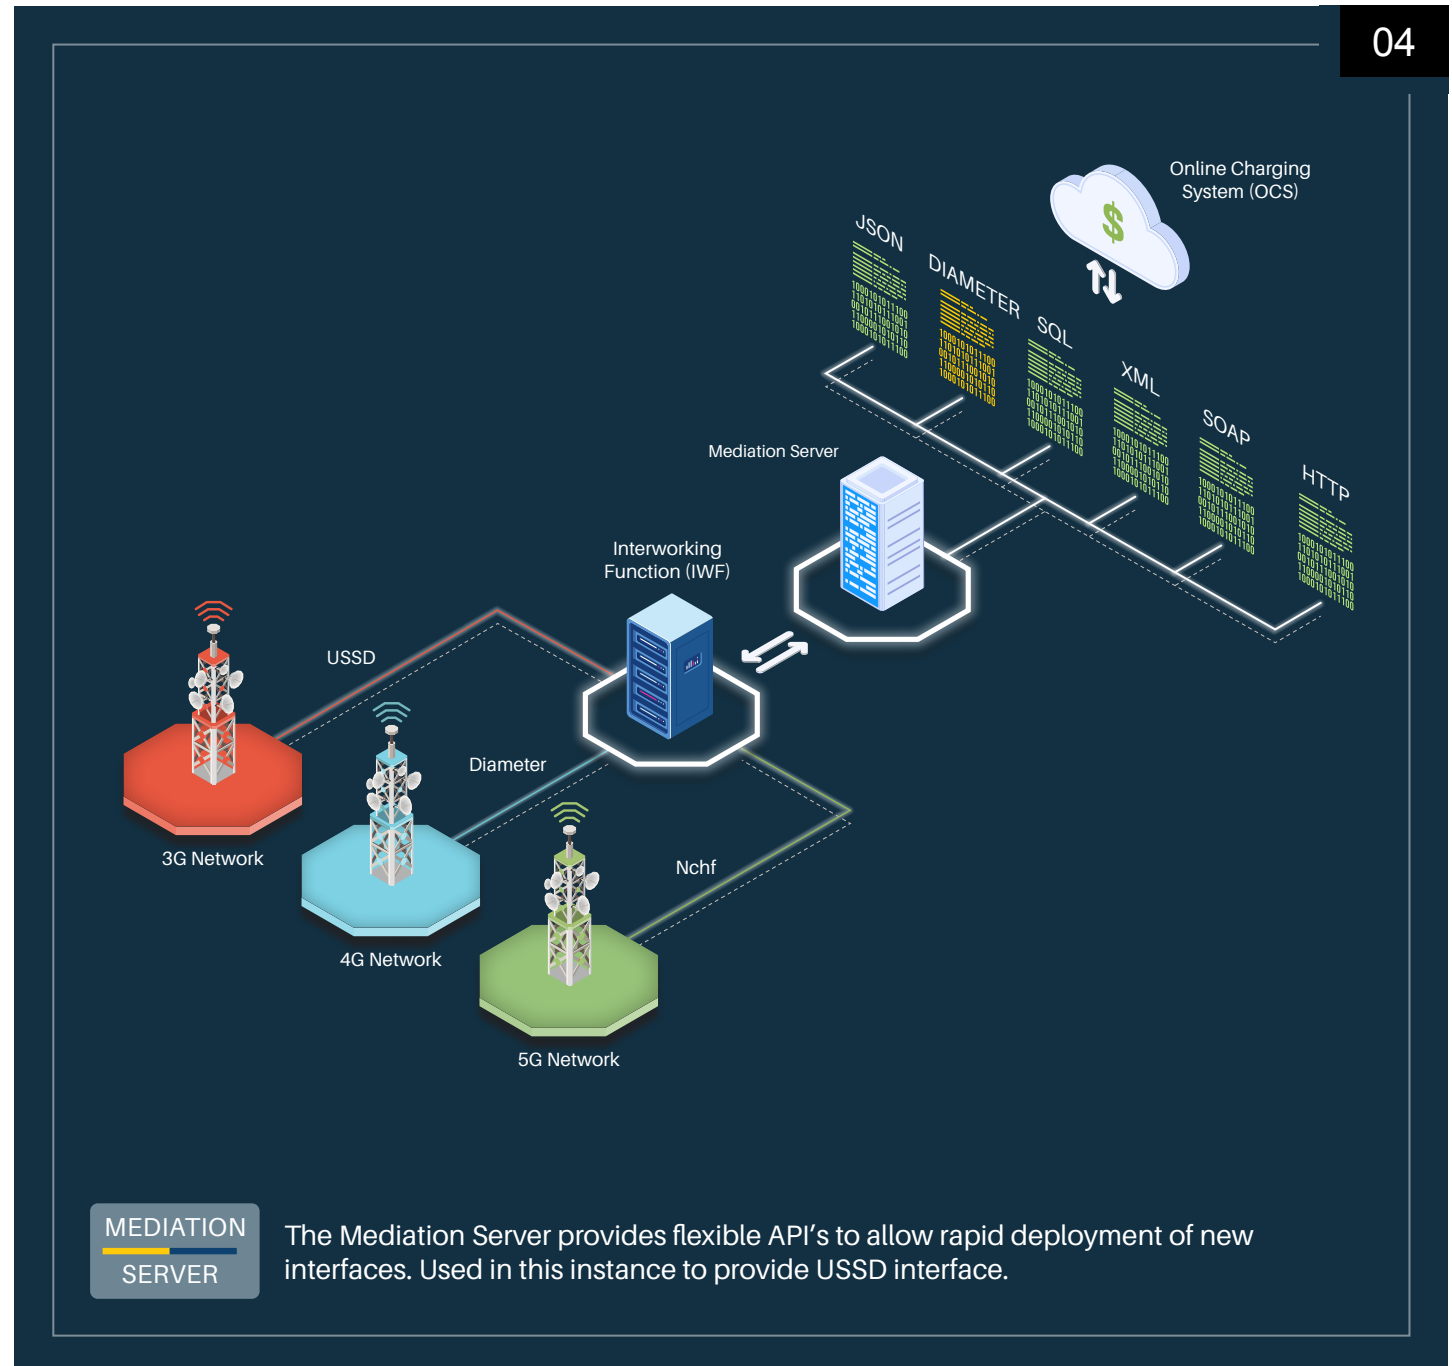 04
Online Charging
System (OCS)
JSON
DIAMETER
SQL
XML
SOAP
HTTP
Mediation Server
Interworking
Function (IWF)
USSD
Diameter
Nchf
3G Network
4G Network
5G Network
MEDIATION
SERVER
The Mediation Server provides flexible API's to allow rapid deployment of new
interfaces. Used in this instance to provide USSD interface.